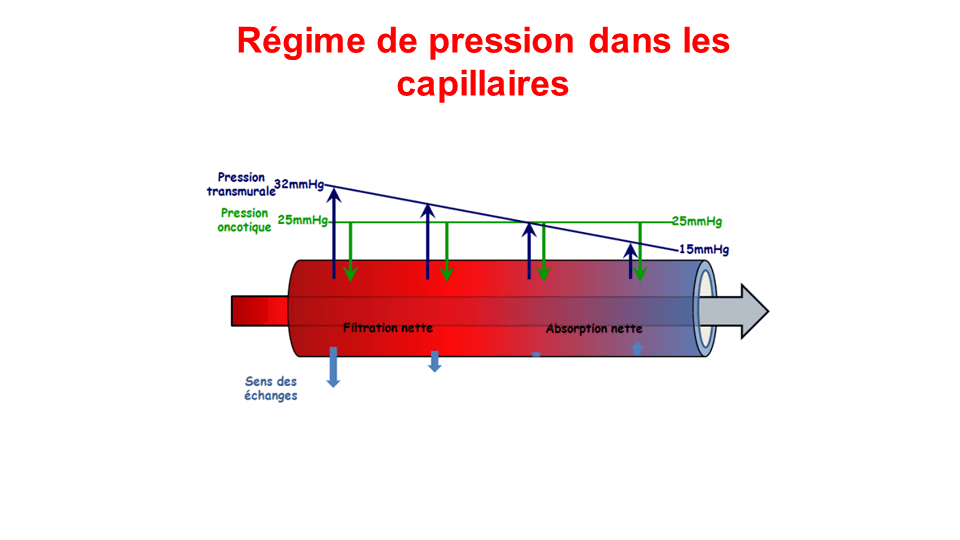 Régime de pression dans les
capillaires
Pression
transmurale
32mmHg
Pression
oncotique
25mmHg
25mmHg
15mmHg
Filtration nette
Absorption nette
Sens des
échanges